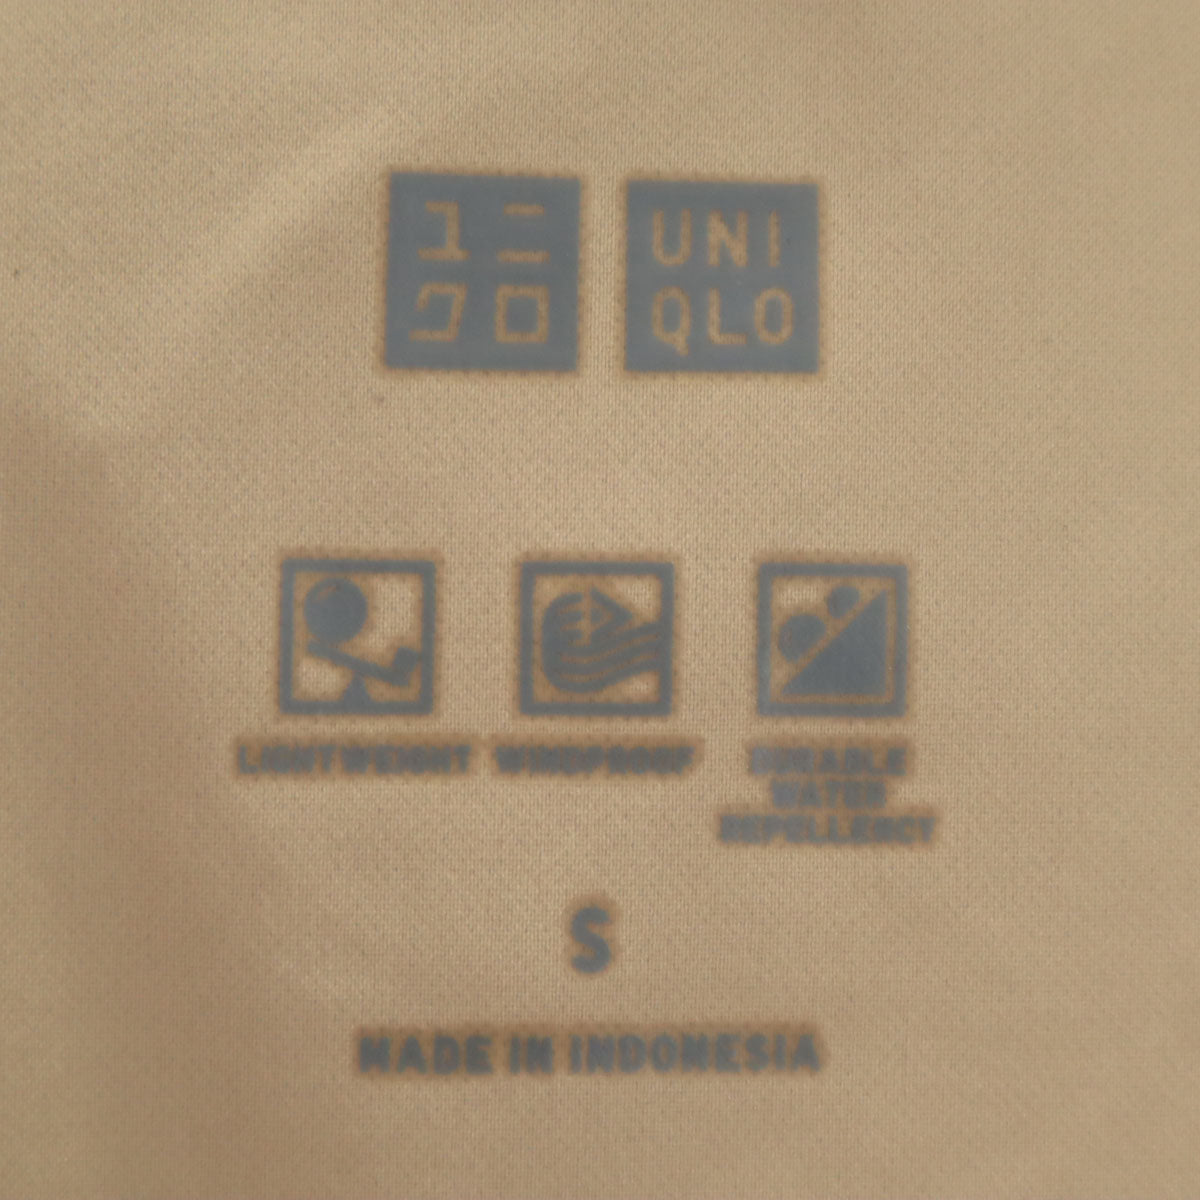 ユニ UNI
クロ QLO
LIGHTWEIGHT WINDPROOF DURABLE
WATER
REPELLENCY
S
MADE IN INDONESIA